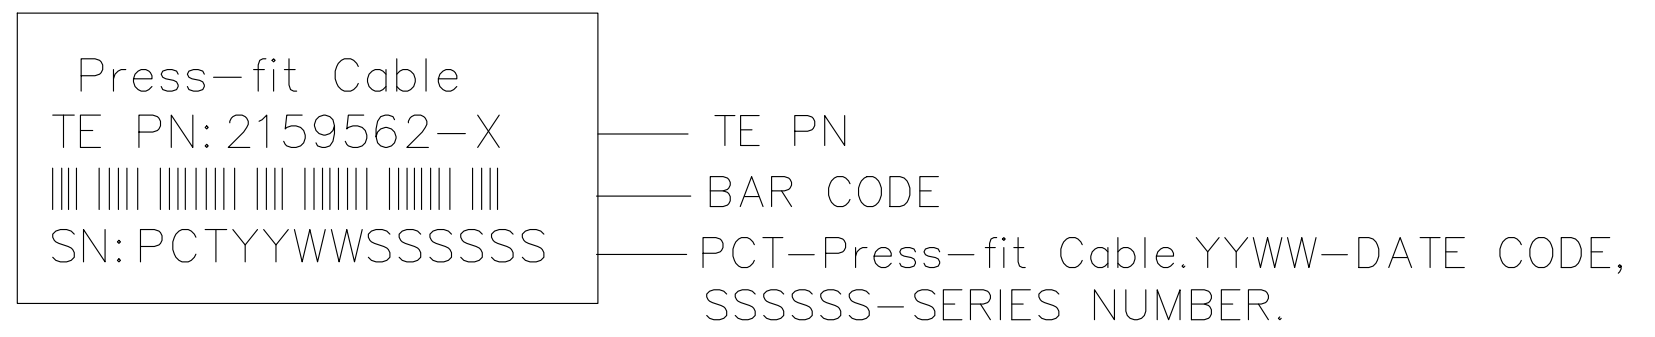 Press-fit Cable
TE PN:2159562-X
SN:PCTYYWWSSSSSS
TE PN
BAR CODE
PCT-Press-fit Cable.YYWW-DATE CODE,
SSSSSS-SERIES NUMBER.